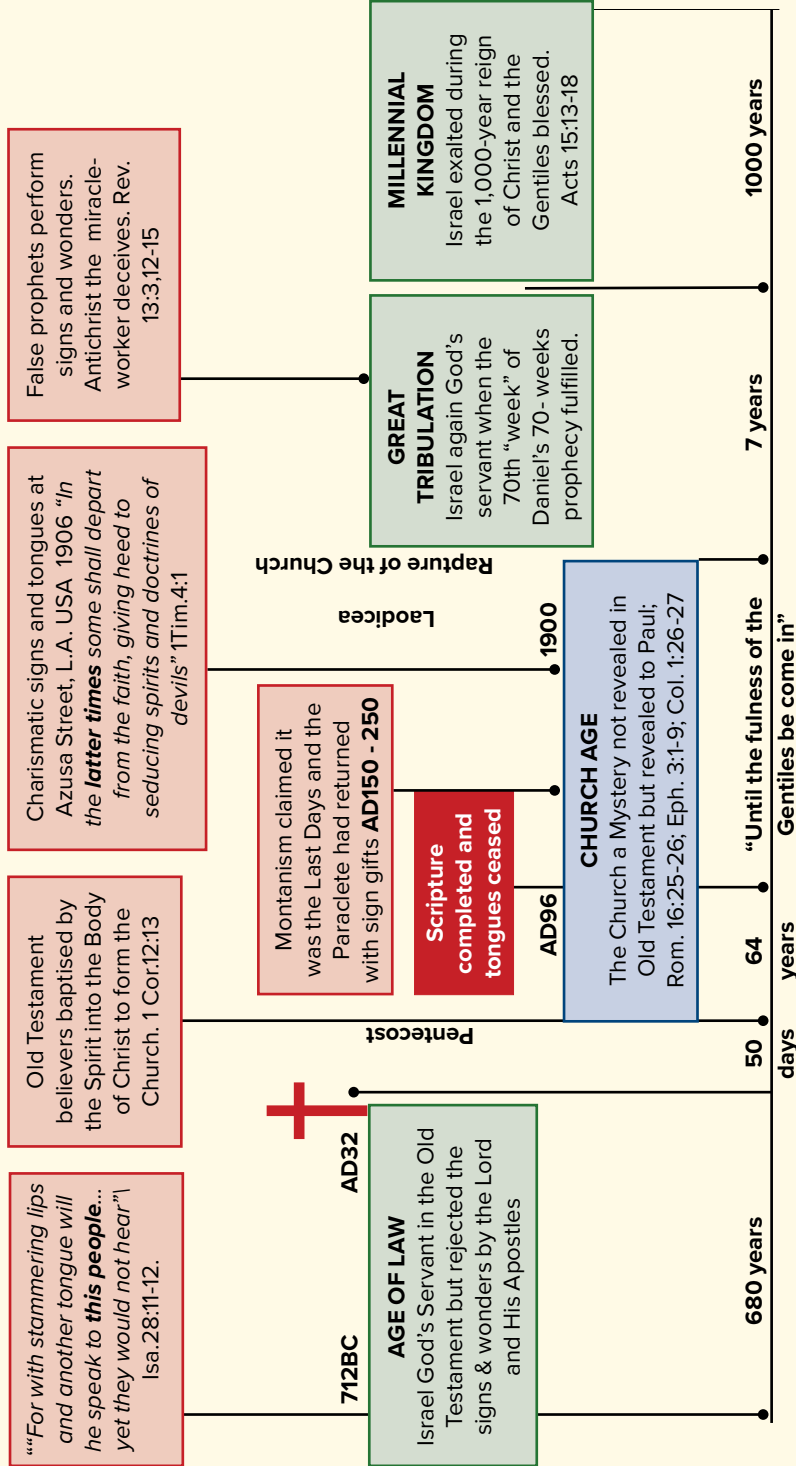 ““For with stammering lips
and another tongue will
he speak to this people...
yet they would not hear”\
Isa.28:11-12.
Old Testament
believers baptised by
the Spirit into the Body
of Christ to form the
Church. 1 Cor.12:13
Charismatic signs and tongues at
Azusa Street, L.A. USA 1906 “In
the latter times some shall depart
from the faith, giving heed to
seducing spirits and doctrines of
devils” 1Tim.4:1
False prophets perform
signs and wonders.
Antichrist the miracle-
worker deceives. Rev.
13:3,12-15
Montanism claimed it
was the Last Days and the
Paraclete had returned
with sign gifts AD150 - 250
Scripture
completed and
tongues ceased
712BC
AD32
Pentecost
AD96
1900
Laodicea
Rapture of the Church
AGE OF LAW
Israel God’s Servant in the Old
Testament but rejected the
signs & wonders by the Lord
and His Apostles
CHURCH AGE
The Church a Mystery not revealed in
Old Testament but revealed to Paul;
Rom. 16:25-26; Eph. 3:1-9; Col. 1:26-27
GREAT
TRIBULATION
Israel again God’s
servant when the
70th “week” of
Daniel’s 70- weeks
prophecy fulfilled.
MILLENNIAL
KINGDOM
Israel exalted during
the 1,000-year reign
of Christ and the
Gentiles blessed.
Acts 15:13-18
680 years
50
days
64
years
“Until the fulness of the
Gentiles be come in”
7 years
1000 years